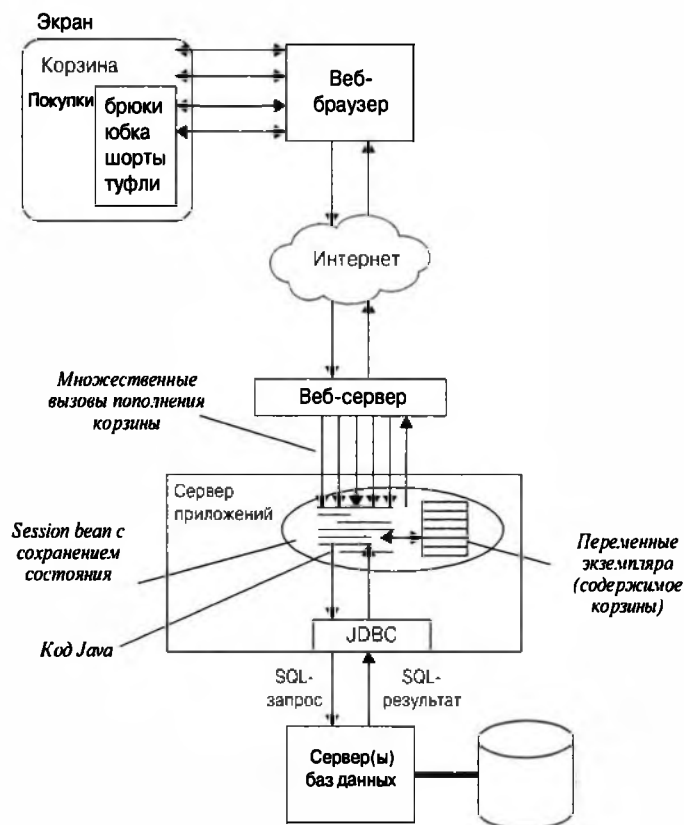 Экран
Корзина
Покупки
брюки
юбка
шорты
туфли
Веб-
браузер
Интернет
Множественные
вызовы пополнения
корзины
Веб-сервер
Сервер
приложений
Session bean с
сохранением
состояния
Переменные
экземпляра
(содержимое
корзины)
Код Java
JDBC
SQL-
запрос
SQL-
результат
Сервер(ы)
баз данных